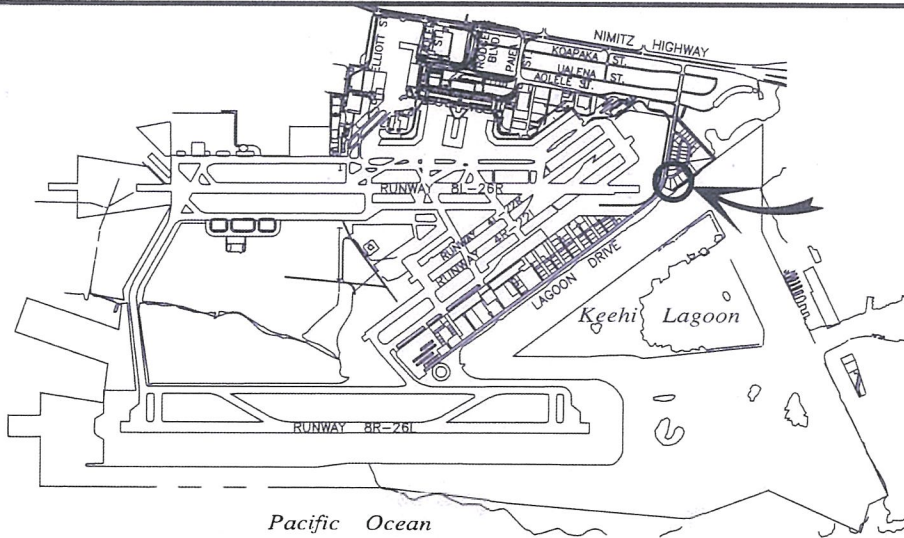 NIMITZ HIGHWAY
ELLIOTT S
ST
RODGE
BLVD
PAIEA
ST
KOAPAKA ST.
UALENA ST.
AOLELE ST.
RUNWAY 8L-26R
RUNWAY 4L-22R
RUNWAY 4R-22L
LAGOON DRIVE
Keehi Lagoon
RUNWAY 8R-26L
Pacific Ocean